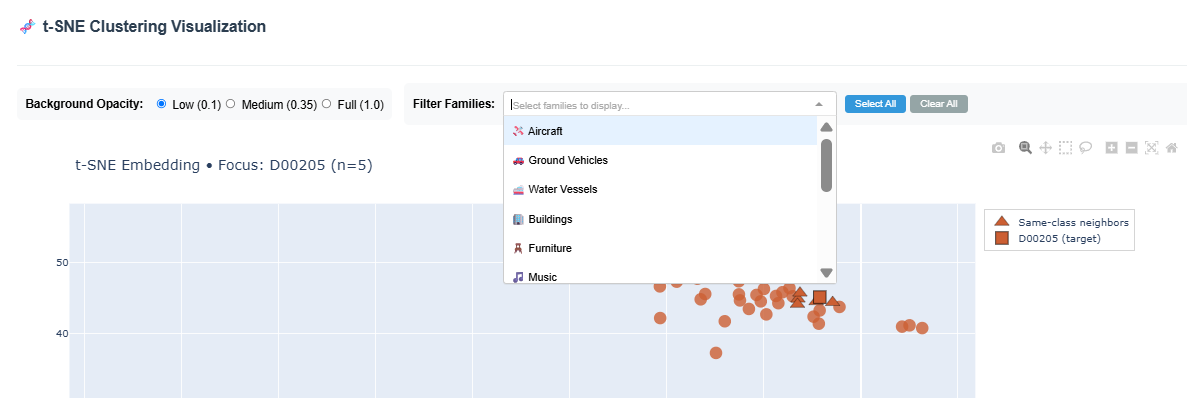 t-SNE Clustering Visualization
Background Opacity: Low (0.1) Medium (0.35) Full (1.0)
Filter Families: Select families to display... Select All Clear All
Aircraft
Ground Vehicles
Water Vessels
Buildings
Furniture
Music
t-SNE Embedding • Focus: D00205 (n=5)
Same-class neighbors
D00205 (target)
50
40